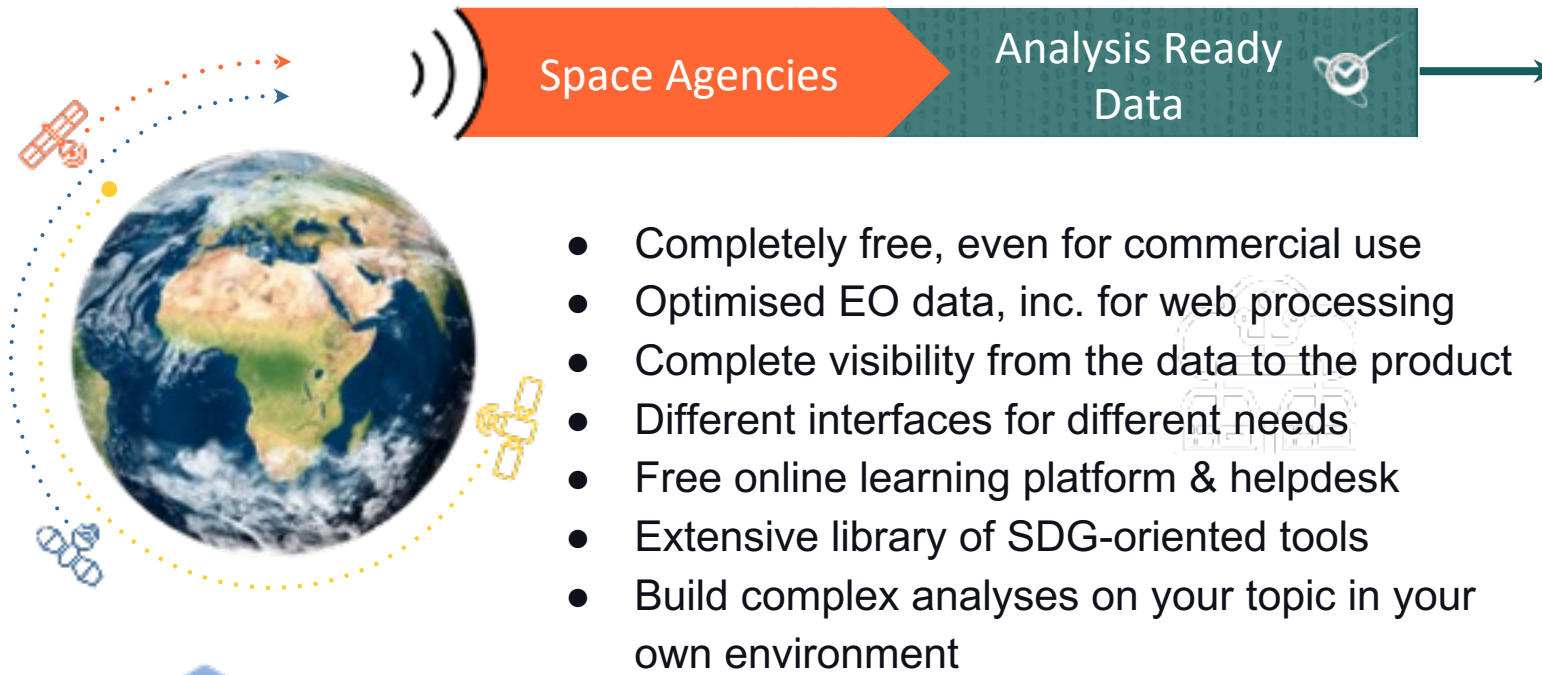 Space Agencies
Analysis Ready
Data
● Completely free, even for commercial use
● Optimised EO data, inc. for web processing
● Complete visibility from the data to the product
● Different interfaces for different needs
● Free online learning platform & helpdesk
● Extensive library of SDG-oriented tools
● Build complex analyses on your topic in your
own environment